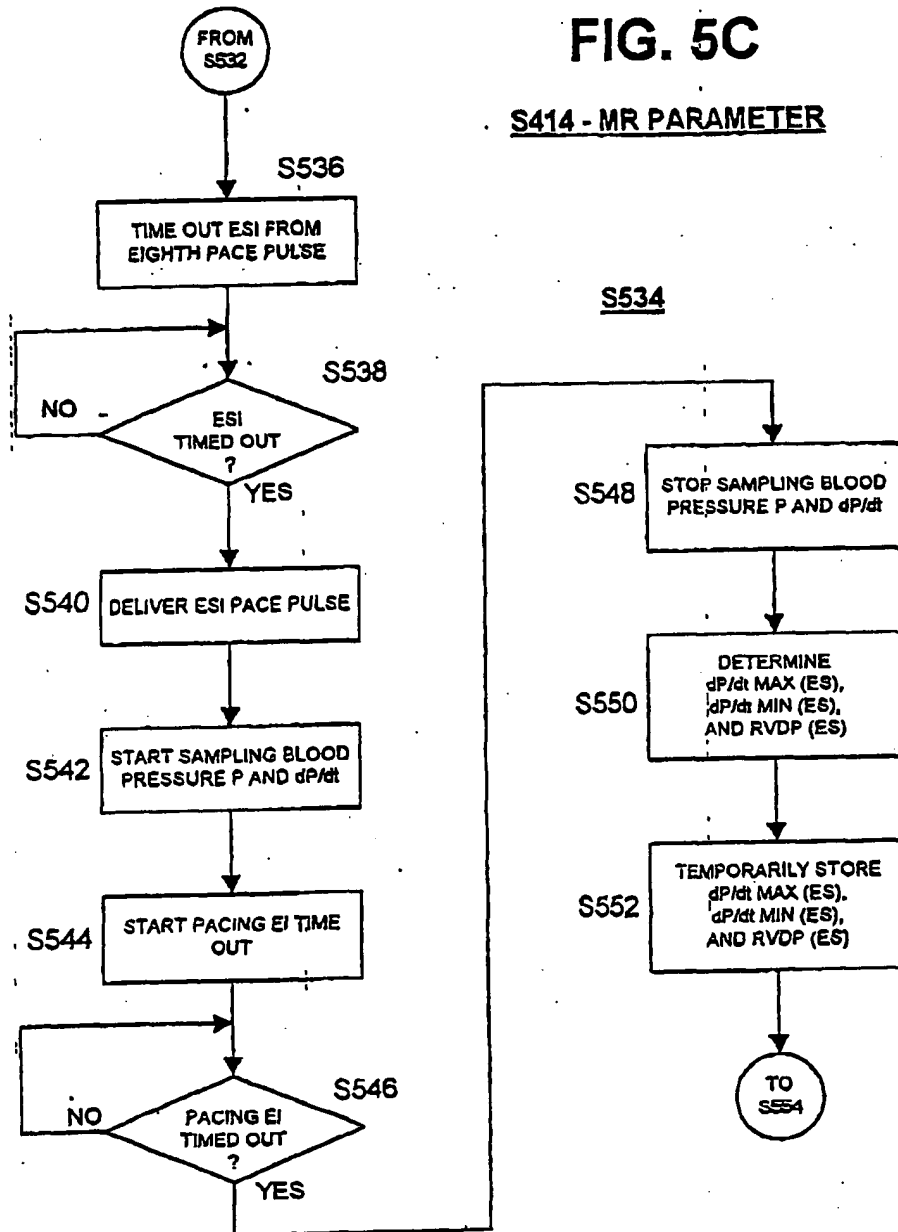 FIG. 5C
S414 - MR PARAMETER
FROM
S532
S536
TIME OUT ESI FROM
EIGHTH PACE PULSE
S534
S538
NO
ESI
TIMED OUT
?
YES
S540
DELIVER ESI PACE PULSE
S542
START SAMPLING BLOOD
PRESSURE P AND dP/dt
S544
START PACING EI TIME
OUT
S546
NO
PACING EI
TIMED OUT
?
YES
S548
STOP SAMPLING BLOOD
PRESSURE P AND dP/dt
S550
DETERMINE
dP/dt MAX (ES),
dP/dt MIN (ES),
AND RVDP (ES)
S552
TEMPORARILY STORE
dP/dt MAX (ES),
dP/dt MIN (ES),
AND RVDP (ES)
TO
S554